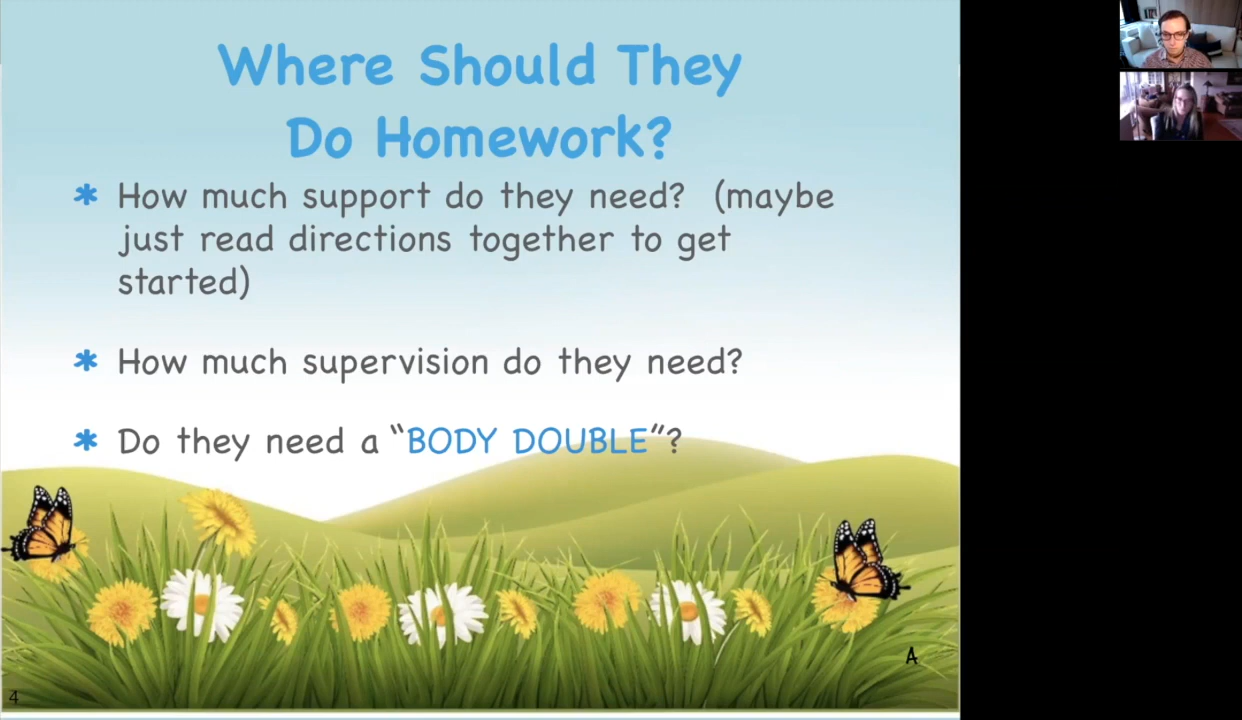 Where Should They
Do Homework?
* How much support do they need? (maybe
just read directions together to get
started)
* How much supervision do they need?
* Do they need a “BODY DOUBLE”?
A
4